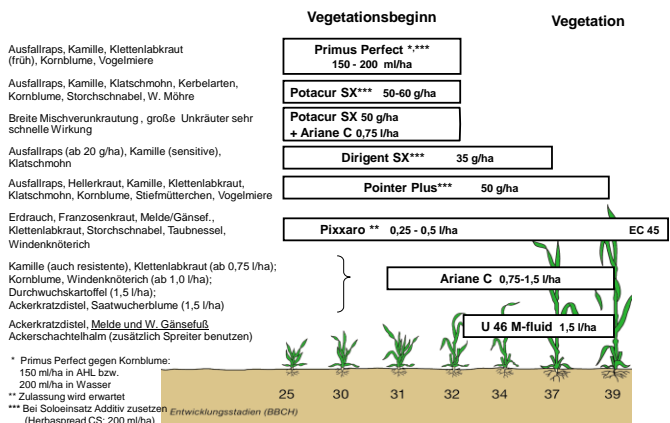 Vegetationsbeginn
Vegetation
Ausfallraps, Kamille, Klettenlabkraut
(früh), Kornblume, Vogelmiere
Primus Perfect *,***
150 - 200 ml/ha
Ausfallraps, Kamille, Klatschmohn, Kerbelarten,
Kornblume, Storchschnabel, W. Möhre
Potacur SX*** 50-60 g/ha
Breite Mischverunkrautung , große Unkräuter sehr
schnelle Wirkung
Potacur SX 50 g/ha
+ Ariane C 0,75 l/ha
Ausfallraps (ab 20 g/ha), Kamille (sensitive),
Klatschmohn
Dirigent SX*** 35 g/ha
Ausfallraps, Hellerkraut, Kamille, Klettenlabkraut,
Klatschmohn, Kornblume, Stiefmütterchen, Vogelmiere
Pointer Plus*** 50 g/ha
Erdrauch, Franzosenkraut, Melde/Gänsef.,
Klettenlabkraut, Storchschnabel, Taubnessel,
Windenknöterich
Pixxaro ** 0,25 - 0,5 l/ha EC 45
Kamille (auch resistente), Klettenlabkraut (ab 0,75 l/ha);
Kornblume, Windenknöterich (ab 1,0 l/ha);
Durchwuchskartoffel (1,5 l/ha);
Ackerkratzdistel, Saatwucherblume (1,5 l/ha)
Ariane C 0,75-1,5 l/ha
Ackerkratzdistel, Melde und W. Gänsefuß
Ackerschachtelhalm (zusätzlich Spreiter benutzen)
U 46 M-fluid 1,5 l/ha
* Primus Perfect gegen Kornblume:
150 ml/ha in AHL bzw.
200 ml/ha in Wasser
** Zulassung wird erwartet
*** Bei Soloeinsatz Additiv zusetzen
(Herbaspread CS: 200 ml/ha)
25 30 31 34 37 39
Entwicklungsstadien (BBCH)